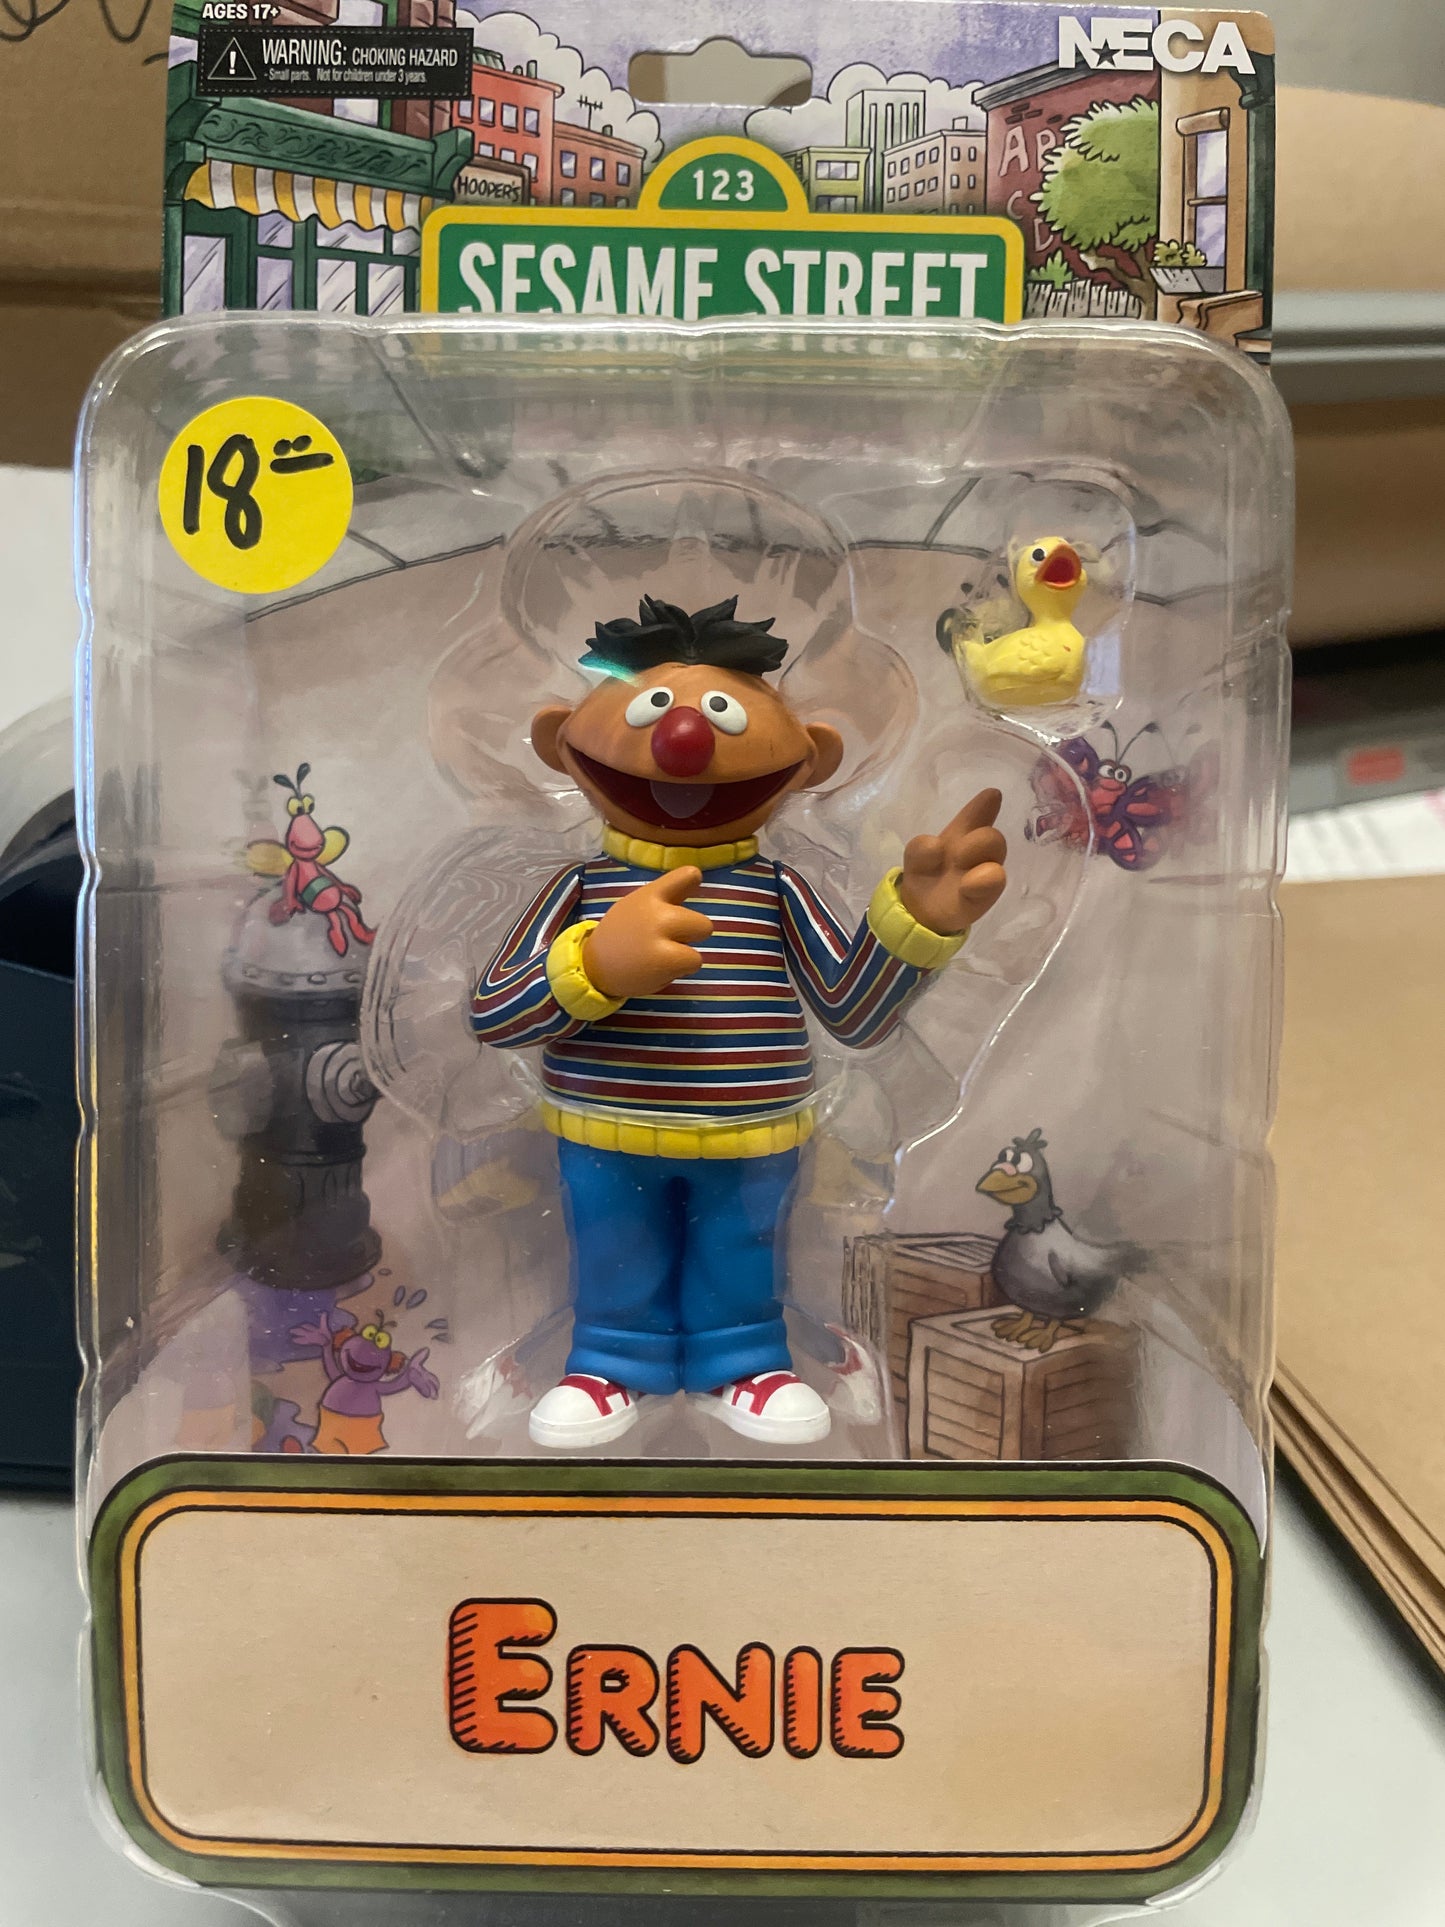 AGES 17+
WARNING: CHOKING HAZARD
- Small parts. Not for children under 3 years.
NECA
HOOPER'S
123
SESAME STREET
18.00
ERNIE